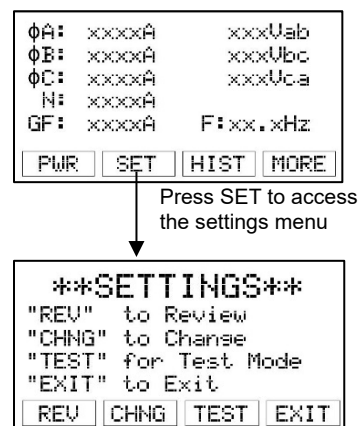 ϕA: xxxxA xxxVab
ϕB: xxxxA xxxVbc
ϕC: xxxxA xxxVca
N: xxxxA
GF: xxxxA F:xx.xHz
PWR SET HIST MORE
Press SET to access
the settings menu
**SETTINGS**
"REV" to Review
"CHNG" to Change
"TEST" for Test Mode
"EXIT" to Exit
REV CHNG TEST EXIT